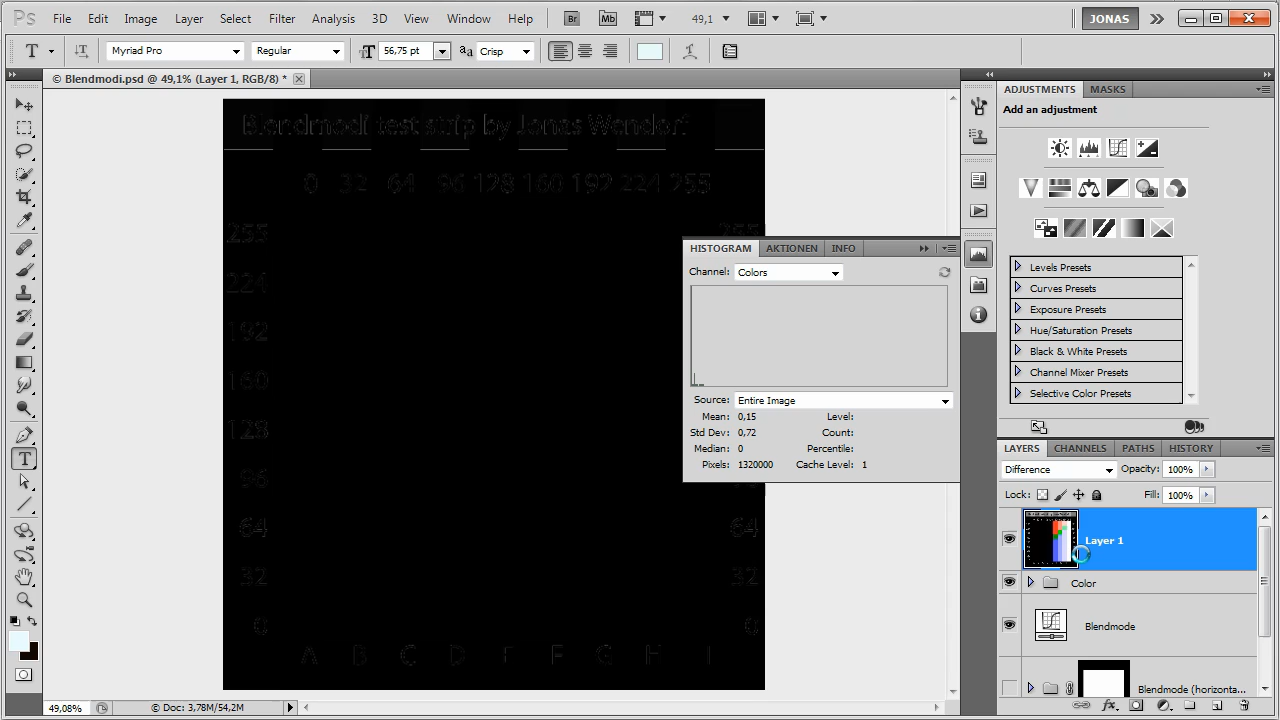 Ps File Edit Image Layer Select Filter Analysis 3D View Window Help Br Mb 49,1 JONAS
T Myriad Pro Regular 56,75 pt Crisp
© Blendmodi.psd @ 49,1% (Layer 1, RGB/8) *
Blendmodi test strip by Jonas Wendorf
0 32 64 96 128 160 192 224 255
255 255
224
192
160
128
96
64 64
32 32
0 0
A B C D E F G H I
HISTOGRAM AKTIONEN INFO
Channel: Colors
Source: Entire Image
Mean: 0,15 Level:
Std Dev: 0,72 Count:
Median: 0 Percentile:
Pixels: 1320000 Cache Level: 1
ADJUSTMENTS MASKS
Add an adjustment
Levels Presets
Curves Presets
Exposure Presets
Hue/Saturation Presets
Black & White Presets
Channel Mixer Presets
Selective Color Presets
LAYERS CHANNELS PATHS HISTORY
Difference Opacity: 100%
Lock: Fill: 100%
Layer 1
Color
Blendmode
Blendmode (horizonta...
49,08% © Doc: 3,78M/54,2M